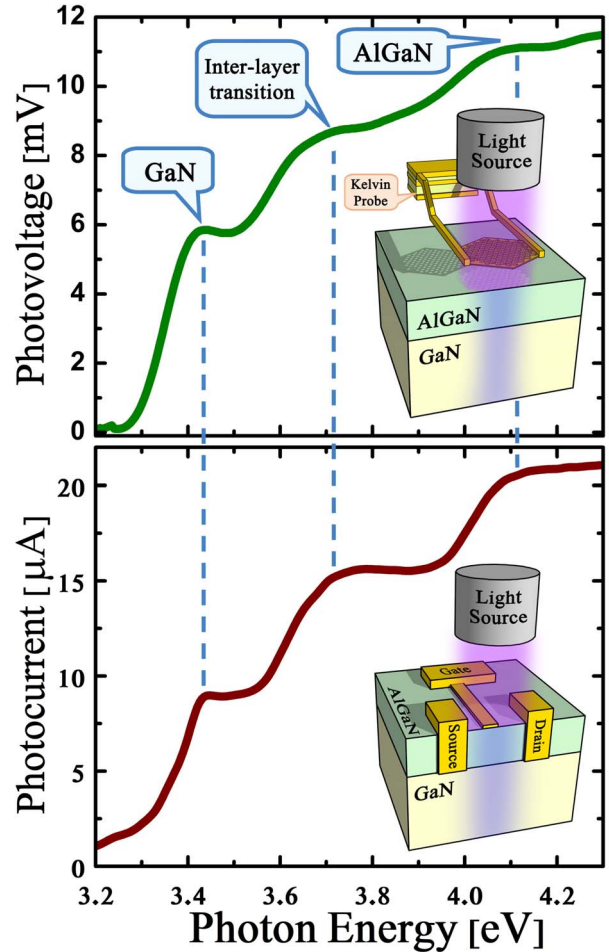 Photovoltage [mV]
12
10
8
6
4
2
0
GaN
Inter-layer
transition
AlGaN
Light
Source
Kelvin
Probe
AlGaN
GaN
Photocurrent [μA]
20
15
10
5
0
Light
Source
Gate
AlGaN
Source
Drain
GaN
3.2 3.4 3.6 3.8 4.0 4.2
Photon Energy [eV]